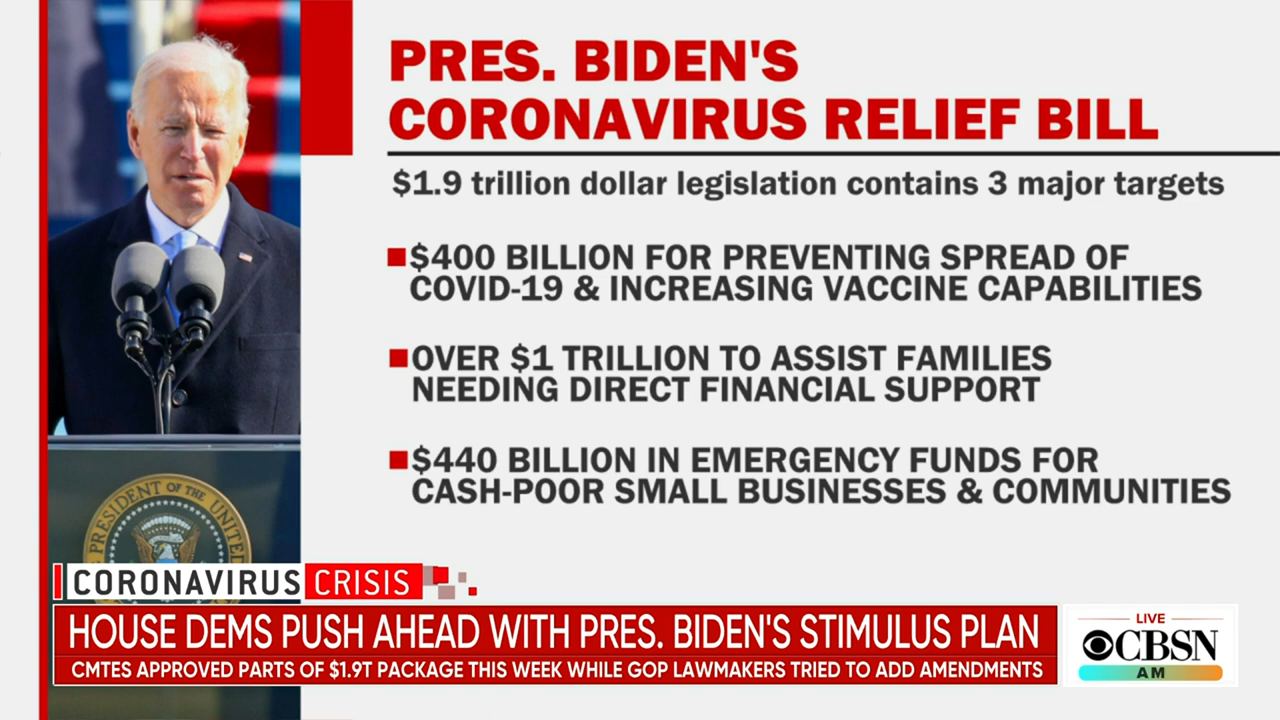 PRES. BIDEN'S
CORONAVIRUS RELIEF BILL
$1.9 trillion dollar legislation contains 3 major targets
$400 BILLION FOR PREVENTING SPREAD OF
COVID-19 & INCREASING VACCINE CAPABILITIES
OVER $1 TRILLION TO ASSIST FAMILIES
NEEDING DIRECT FINANCIAL SUPPORT
$440 BILLION IN EMERGENCY FUNDS FOR
CASH-POOR SMALL BUSINESSES & COMMUNITIES
PRESIDENT OF THE UNITED
CORONAVIRUS CRISIS
HOUSE DEMS PUSH AHEAD WITH PRES. BIDEN'S STIMULUS PLAN
CMTES APPROVED PARTS OF $1.9T PACKAGE THIS WEEK WHILE GOP LAWMAKERS TRIED TO ADD AMENDMENTS
LIVE
CBSN
AM